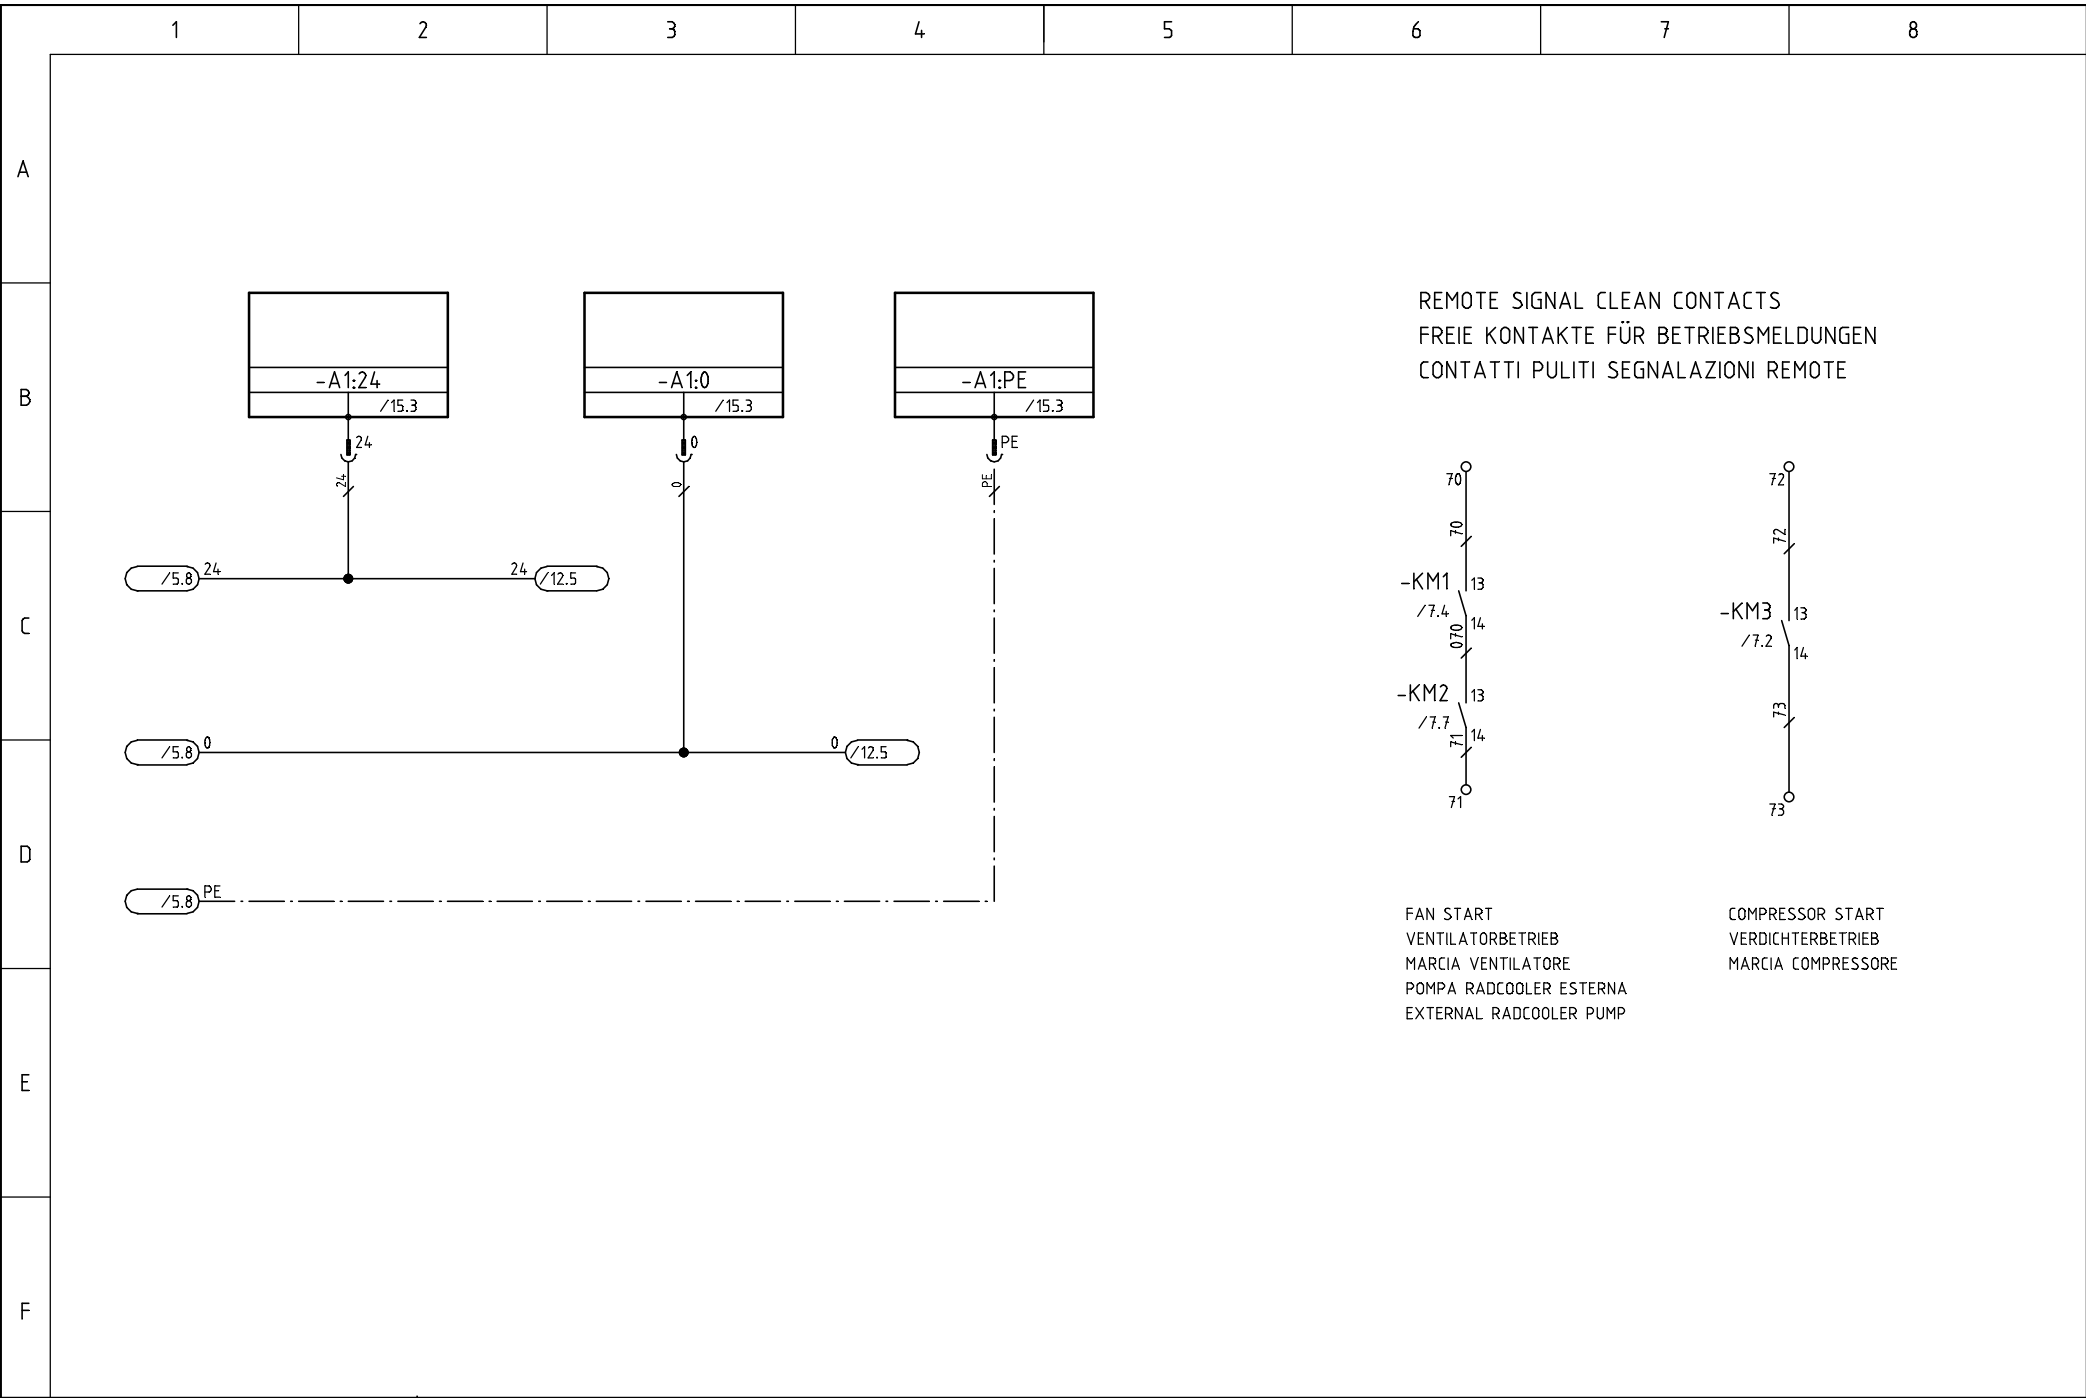 1 2 3 4 5 6 7 8
A
B
C
D
E
F
-A1:24
/15.3
24
24
-A1:0
/15.3
0
0
-A1:PE
/15.3
PE
PE
/5.8 24
24 /12.5
/5.8 0
0 /12.5
/5.8 PE
REMOTE SIGNAL CLEAN CONTACTS
FREIE KONTAKTE FÜR BETRIEBSMELDUNGEN
CONTATTI PULITI SEGNALAZIONI REMOTE
70
70
-KM1 13
/7.4 14
070
-KM2 13
/7.7 14
71
71
72
72
-KM3 13
/7.2 14
73
73
FAN START
VENTILATORBETRIEB
MARCIA VENTILATORE
POMPA RADCOOLER ESTERNA
EXTERNAL RADCOOLER PUMP
COMPRESSOR START
VERDICHTERBETRIEB
MARCIA COMPRESSORE